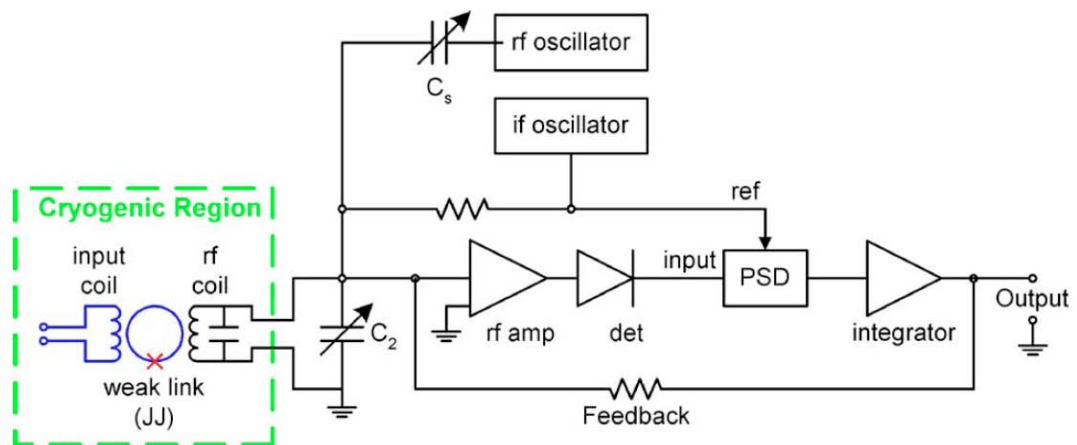 rf oscillator
Cs
if oscillator
Cryogenic Region
ref
input
coil
rf
coil
input
PSD
Output
C2
rf amp
det
integrator
weak link
(JJ)
Feedback